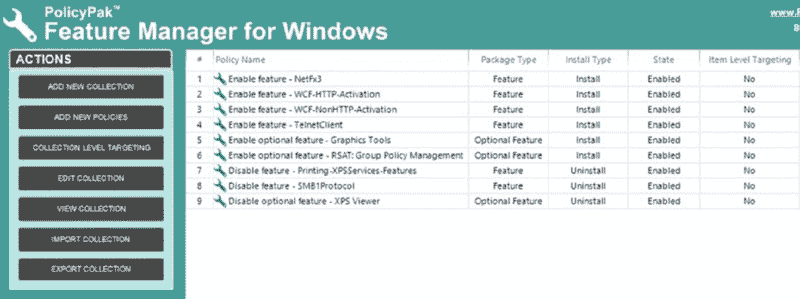 PolicyPak™
Feature Manager for Windows
www.P
ACTIONS
ADD NEW COLLECTION
ADD NEW POLICIES
COLLECTION LEVEL TARGETING
EDIT COLLECTION
VIEW COLLECTION
IMPORT COLLECTION
EXPORT COLLECTION
# Policy Name Package Type Install Type State Item Level Targeting
1 Enable feature - NetFx3 Feature Install Enabled No
2 Enable feature - WCF-HTTP-Activation Feature Install Enabled No
3 Enable feature - WCF-NonHTTP-Activation Feature Install Enabled No
4 Enable feature - TelnetClient Feature Install Enabled No
5 Enable optional feature - Graphics Tools Optional Feature Install Enabled No
6 Enable optional feature - RSAT: Group Policy Management Optional Feature Install Enabled No
7 Disable feature - Printing-XPSServices-Features Feature Uninstall Enabled No
8 Disable feature - SMB1Protocol Feature Uninstall Enabled No
9 Disable optional feature - XPS Viewer Optional Feature Uninstall Enabled No